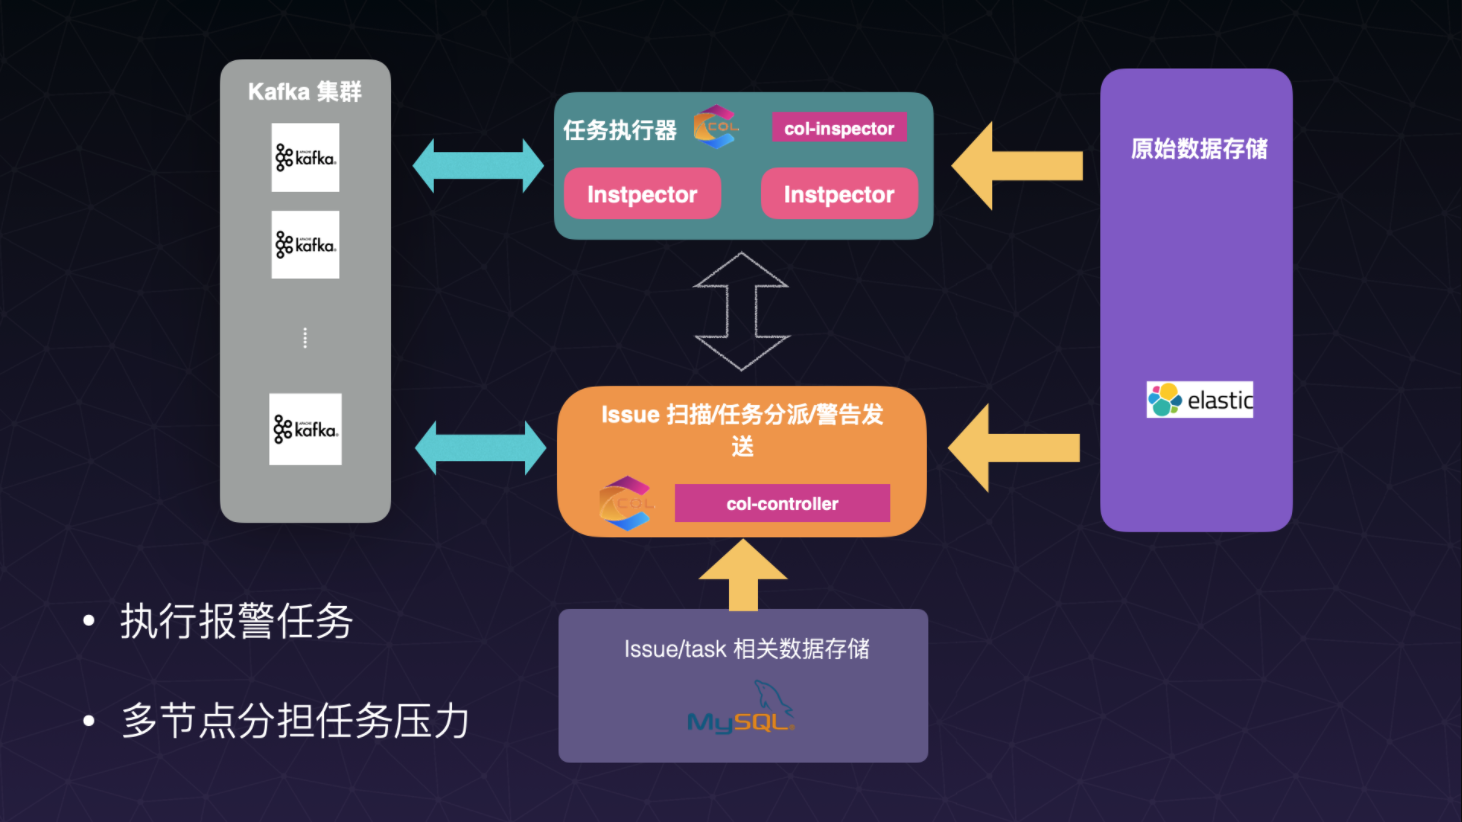 Kafka 集群
APACHE
kafka®
APACHE
kafka®
APACHE
kafka®
任务执行器
COL
col-inspector
Instpector
Instpector
Issue 扫描/任务分派/警告发
送
COL
col-controller
原始数据存储
elastic
Issue/task 相关数据存储
MySQL®
• 执行报警任务
• 多节点分担任务压力